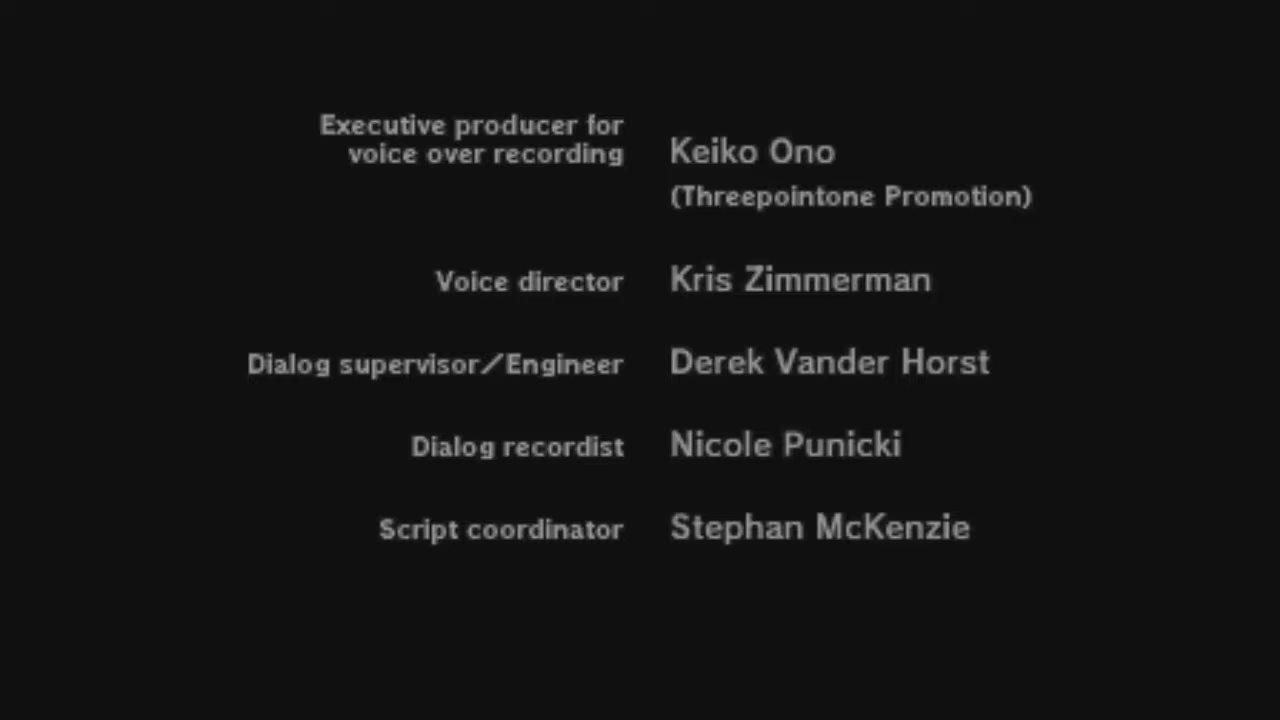 Executive producer for
voice over recording Keiko Ono
(Threepointone Promotion)
Voice director Kris Zimmerman
Dialog supervisor／Engineer Derek Vander Horst
Dialog recordist Nicole Punicki
Script coordinator Stephan McKenzie